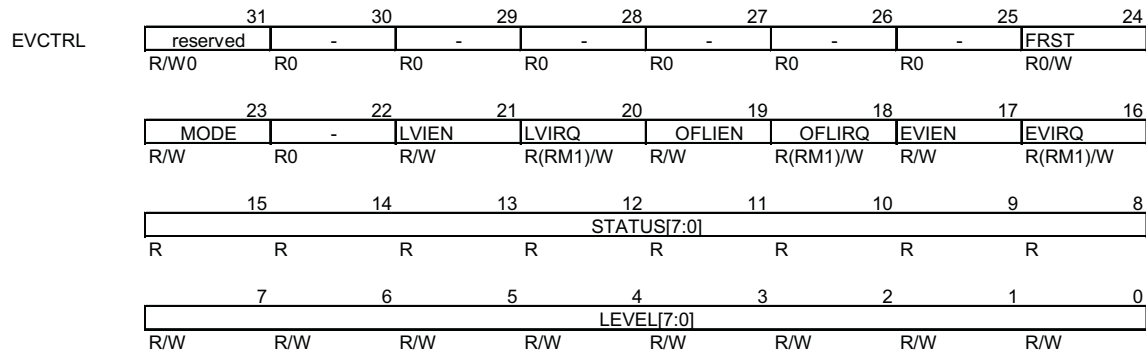 31 30 29 28 27 26 25 24
EVCTRL reserved - - - - - - FRST
R/W0 R0 R0 R0 R0 R0 R0 R0/W
23 22 21 20 19 18 17 16
MODE - LVIEN LVIRQ OFLIEN OFLIRQ EVIEN EVIRQ
R/W R0 R/W R(RM1)/W R/W R(RM1)/W R/W R(RM1)/W
15 14 13 12 11 10 9 8
STATUS[7:0]
R R R R R R R R
7 6 5 4 3 2 1 0
LEVEL[7:0]
R/W R/W R/W R/W R/W R/W R/W R/W